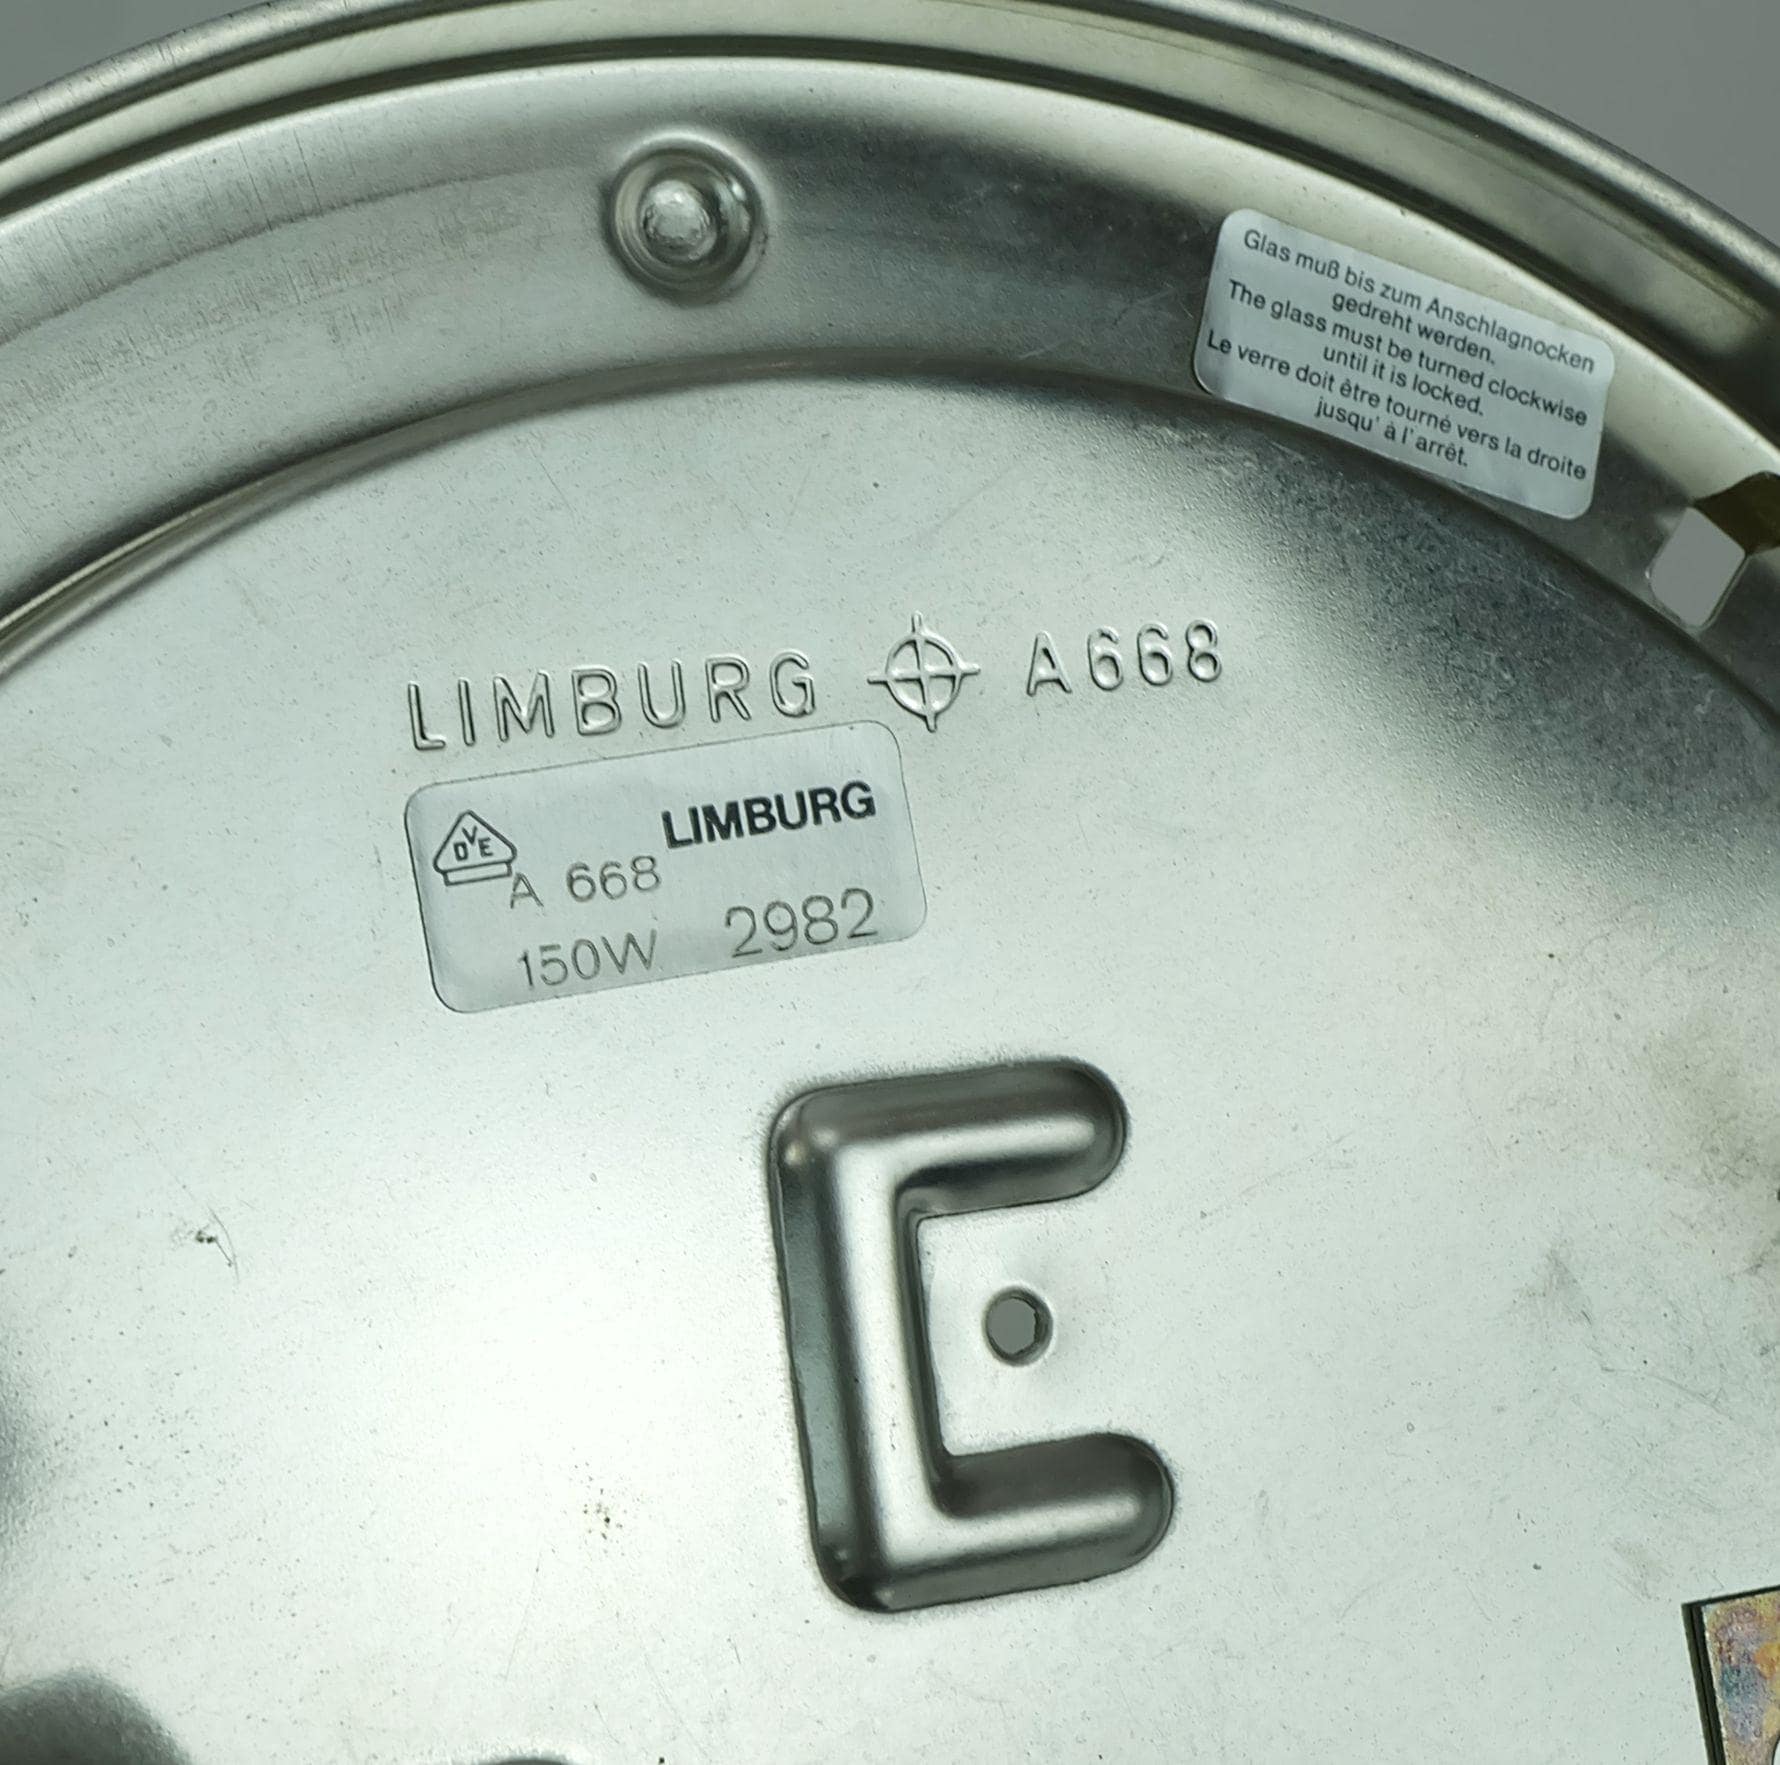 Glas muß bis zum Anschlagnocken
gedreht werden.
The glass must be turned clockwise
until it is locked.
Le verre doit être tourné vers la droite
jusqu' à l'arrêt.
LIMBURG A668
DVE
LIMBURG
A 668
150W 2982